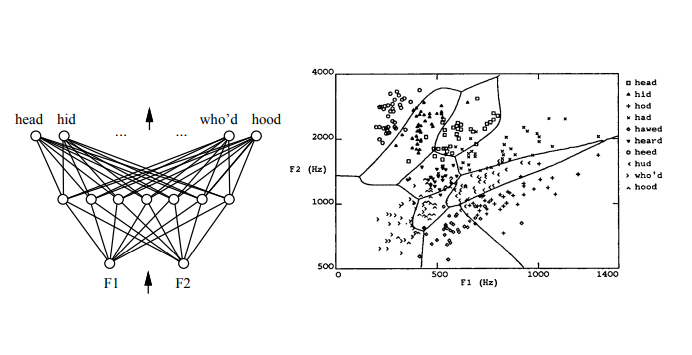 head hid ... ... who'd hood
F1 F2
4000
2000
F2 (Hz)
1000
500
0 500 1000 1400
F1 (Hz)
head
hid
hod
had
hawed
heard
heed
hud
who'd
hood